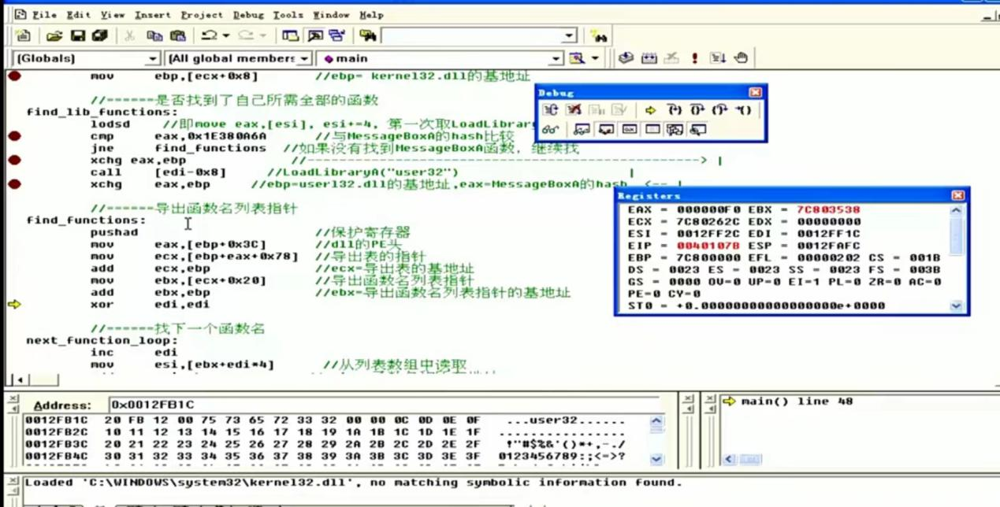 File Edit View Insert Project Debug Tools Window Help
(Globals) (All global members main
mov ebp,[ecx+0x8] //ebp= kernel32.dll的基地址
//======是否找到了自己所需全部的函数
find_lib_functions:
lodsd //即move eax,[esi], esi+=4, 第一次取LoadLibrary
cmp eax,0x1E380A6A //与MessageBoxA的hash比较
jne find_functions //如果没有找到MessageBoxA函数，继续找
xchg eax,ebp //--------------------------------------------> |
call [edi-0x8] //LoadLibraryA("user32") |
xchg eax,ebp //ebp=user132.dll的基地址,eax=MessageBoxA的hash <-- |
//======导出函数名列表指针
find_functions:
pushad //保护寄存器
mov eax,[ebp+0x3C] //dll的PE头
mov ecx,[ebp+eax+0x78] //导出表的指针
add ecx,ebp //ecx=导出表的基地址
mov ebx,[ecx+0x20] //导出函数名列表指针
add ebx,ebp //ebx=导出函数名列表指针的基地址
xor edi,edi
//======找下一个函数名
next_function_loop:
inc edi
mov esi,[ebx+edi*4] //从列表数组中读取
Debug
Registers
EAX = 000000F0 EBX = 7C803538
ECX = 7C80262C EDX = 00000000
ESI = 0012FF2C EDI = 0012FF1C
EIP = 0040107B ESP = 0012FAFC
EBP = 7C800000 EFL = 00000202 CS = 001B
DS = 0023 ES = 0023 SS = 0023 FS = 003B
GS = 0000 OV=0 UP=0 EI=1 PL=0 ZR=0 AC=0
PE=0 CY=0
ST0 = +0.0000000000000000e+0000
Address: 0x0012FB1C
0012FB1C 20 FB 12 00 75 73 65 72 33 32 00 00 0C 0D 0E 0F ...user32......
0012FB2C 10 11 12 13 14 15 16 17 18 19 1A 1B 1C 1D 1E 1F ................
0012FB3C 20 21 22 23 24 25 26 27 28 29 2A 2B 2C 2D 2E 2F !"#$%&'()*+,-./
0012FB4C 30 31 32 33 34 35 36 37 38 39 3A 3B 3C 3D 3E 3F 0123456789:;<=>?
main() line 48
Loaded 'C:\WINDOWS\system32\kernel32.dll', no matching symbolic information found.